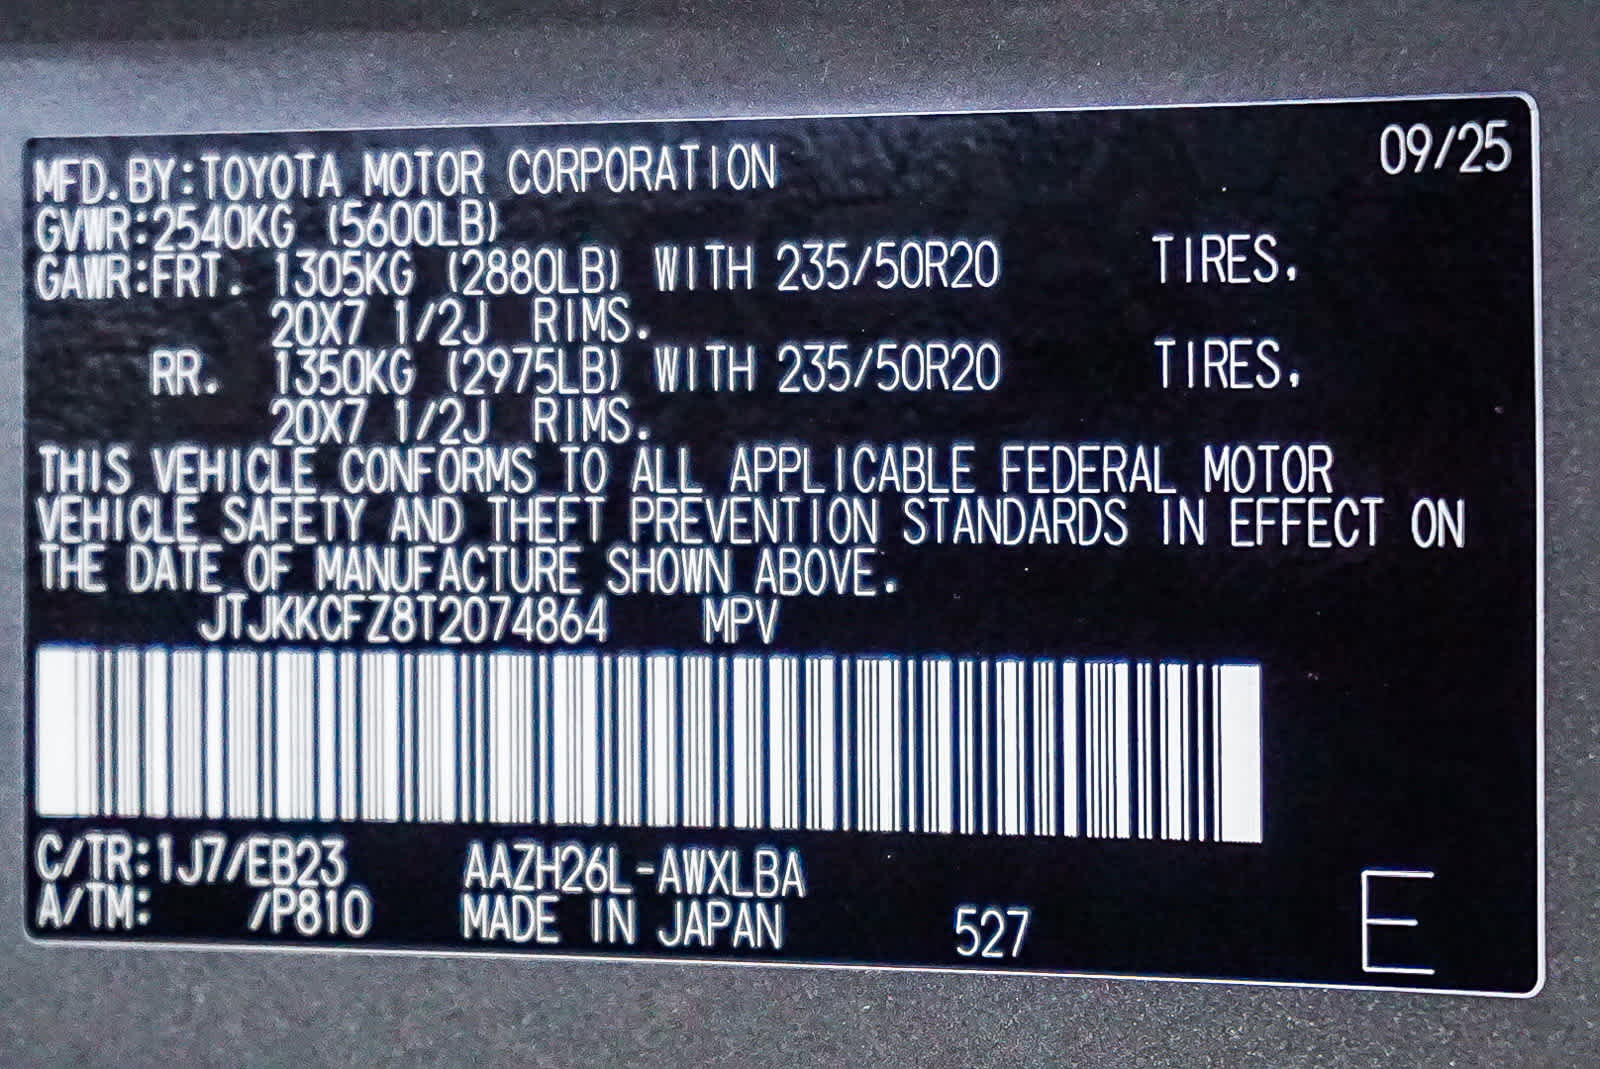 09/25
MFD.BY:TOYOTA MOTOR CORPORATION
GVWR:2540KG (5600LB)
GAWR:FRT. 1305KG (2880LB) WITH 235/50R20 TIRES,
20X7 1/2J RIMS.
RR. 1350KG (2975LB) WITH 235/50R20 TIRES,
20X7 1/2J RIMS.
THIS VEHICLE CONFORMS TO ALL APPLICABLE FEDERAL MOTOR
VEHICLE SAFETY AND THEFT PREVENTION STANDARDS IN EFFECT ON
THE DATE OF MANUFACTURE SHOWN ABOVE.
JTJKKCFZ8T2074864 MPV
C/TR:1J7/EB23 AAZH26L-AWXLBA
A/TM: /P810 MADE IN JAPAN 527 E